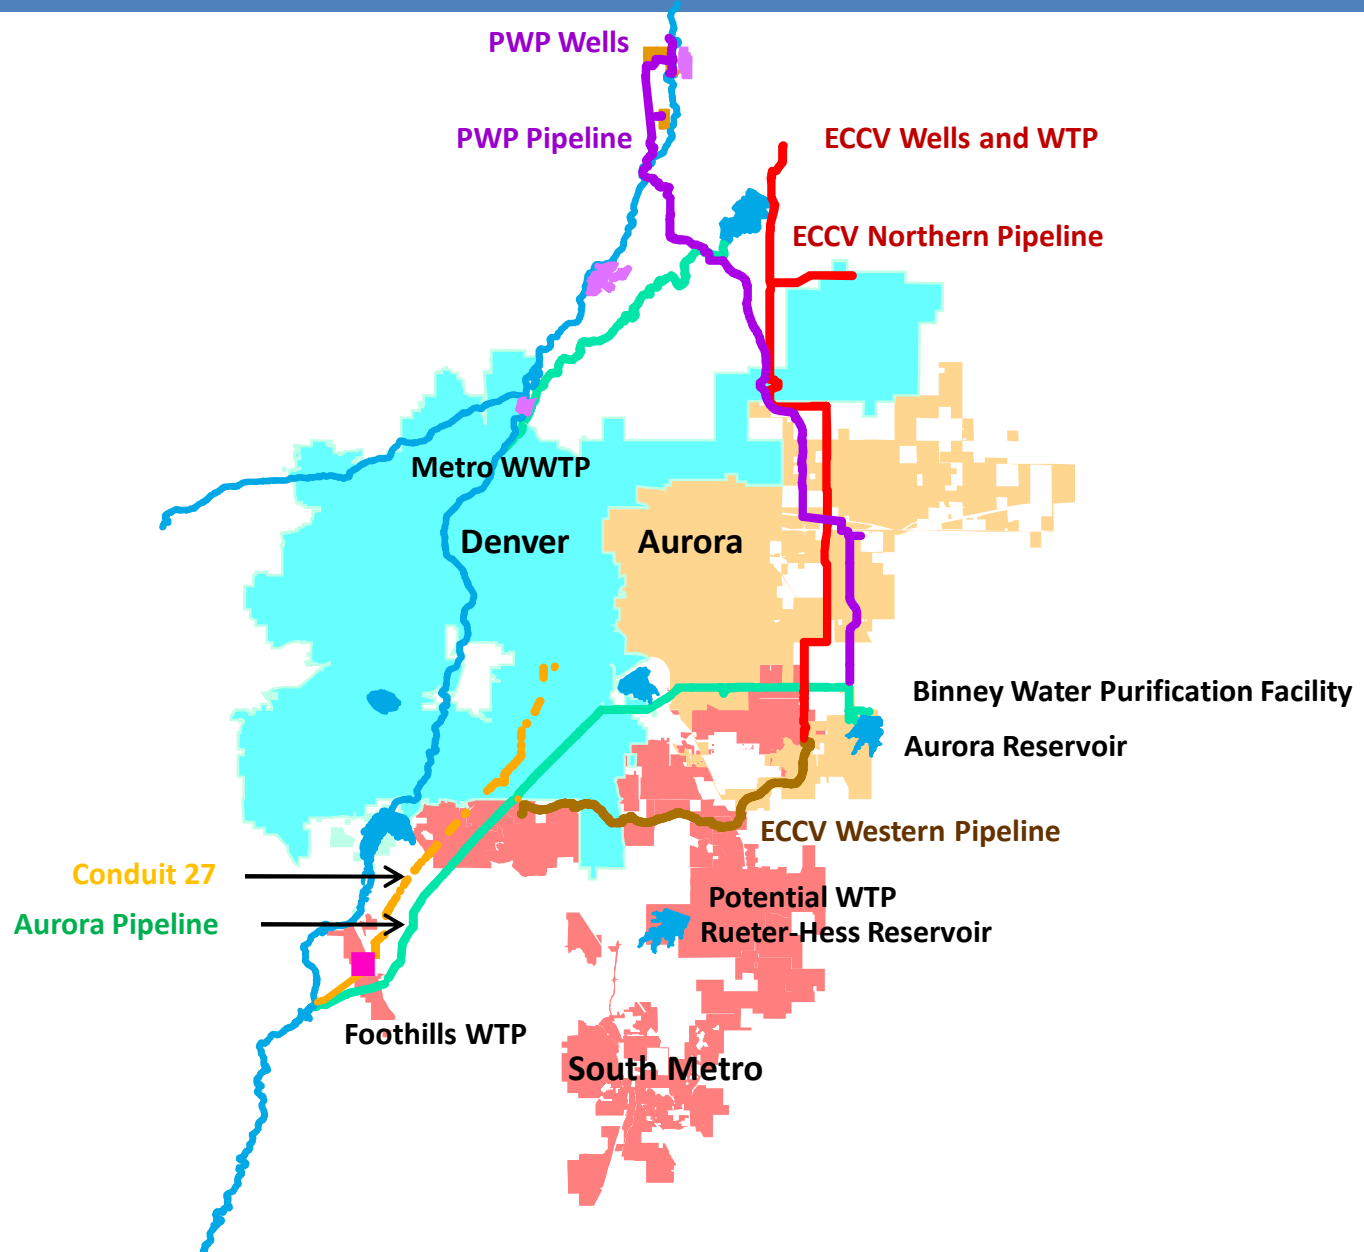 PWP Wells
PWP Pipeline
ECCV Wells and WTP
ECCV Northern Pipeline
Metro WWTP
Denver
Aurora
Binney Water Purification Facility
Aurora Reservoir
ECCV Western Pipeline
Conduit 27
Aurora Pipeline
Potential WTP
Rueter-Hess Reservoir
Foothills WTP
South Metro